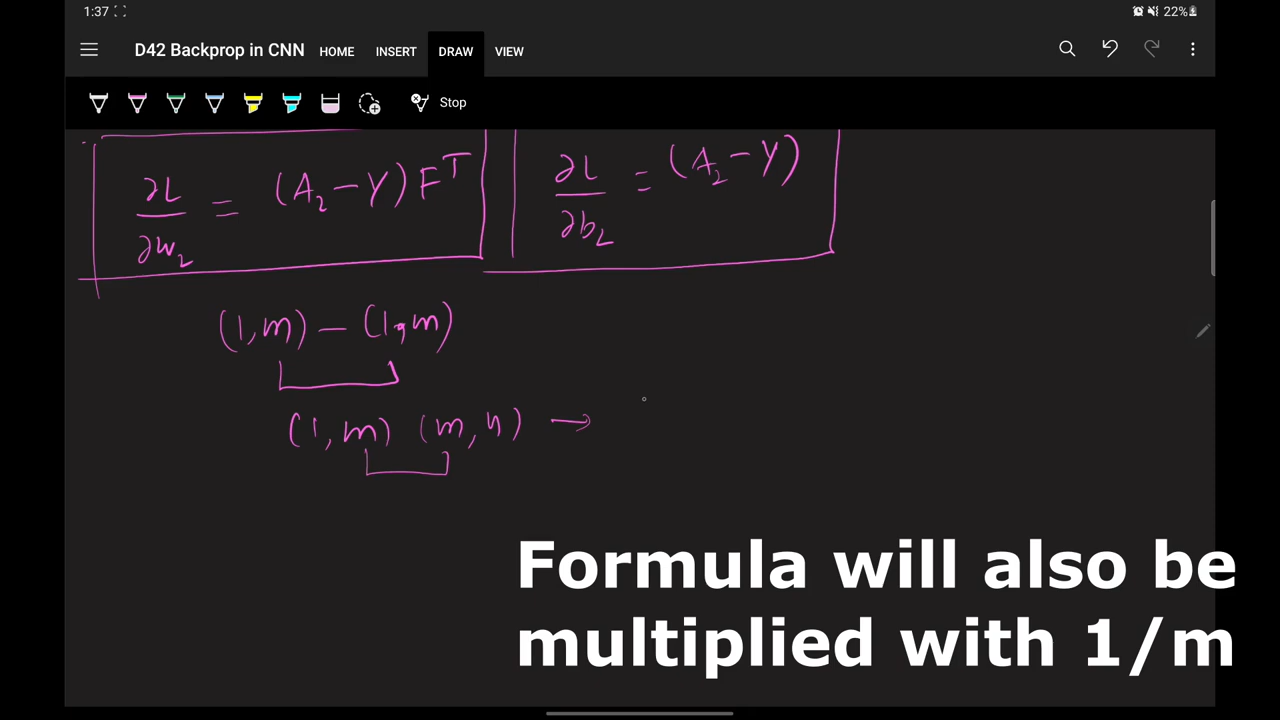 1:37
22%
D42 Backprop in CNN HOME INSERT DRAW VIEW
Stop
∂L/∂w₂ = (A₂ − Y) Fᵀ
∂L/∂b₂ = (A₂ − Y)
(1, m) − (1, m)
(1, m) (m, 4) →
Formula will also be
multiplied with 1/m